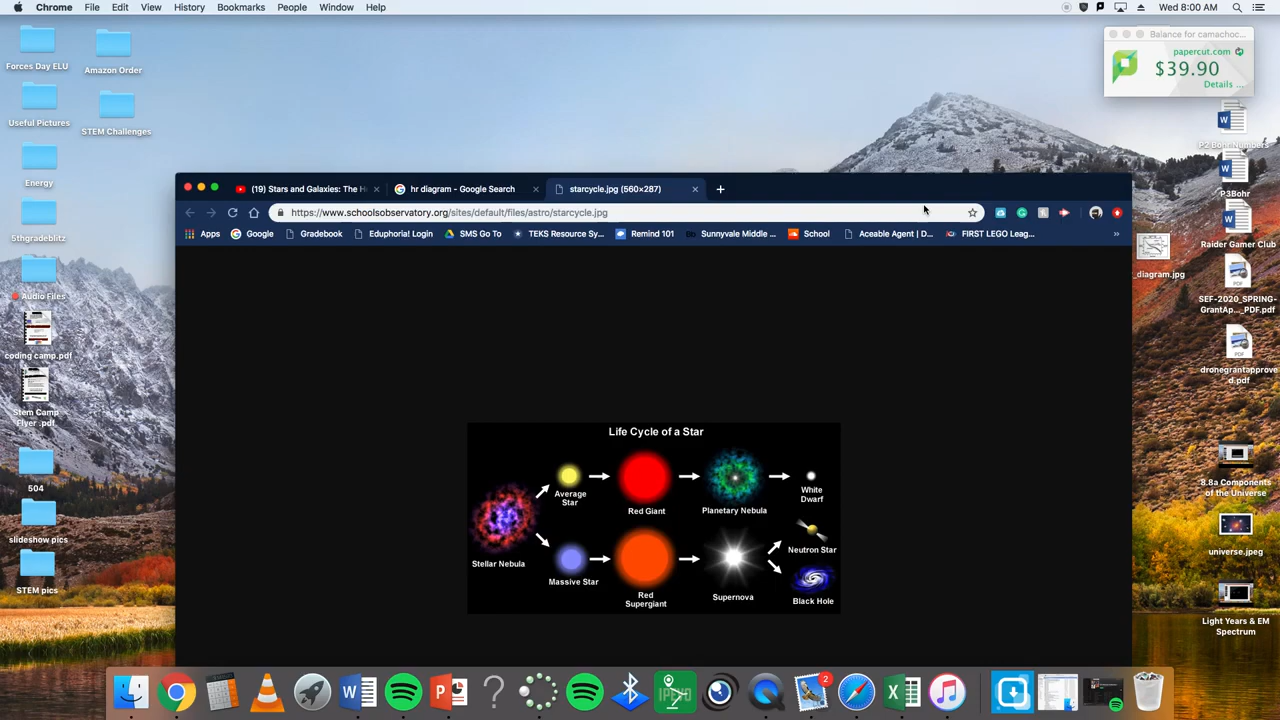 Chrome File Edit View History Bookmarks People Window Help
Wed 8:00 AM
Forces Day ELU
Amazon Order
Useful Pictures
STEM Challenges
Energy
5thgradeblitz
Audio Files
coding camp.pdf
Stem Camp
Flyer .pdf
504
slideshow pics
STEM pics
Balance for camachoc...
papercut.com
$39.90
Details ...
P2 Bohr Numbers
P3Bohr
Raider Gamer Club
_diagram.jpg
SEF-2020_SPRING-
GrantAp..._PDF.pdf
dronegrantapprove
d.pdf
8.8a Components
of the Universe
universe.jpeg
Light Years & EM
Spectrum
(19) Stars and Galaxies: The H
hr diagram - Google Search
starcycle.jpg (560×287)
https://www.schoolsobservatory.org/sites/default/files/astro/starcycle.jpg
Apps Google Gradebook Eduphoria! Login SMS Go To TEKS Resource Sy... Remind 101 Sunnyvale Middle ... School Aceable Agent | D... FIRST LEGO Leag... »
Life Cycle of a Star
Average
Star
Red Giant
Planetary Nebula
White
Dwarf
Stellar Nebula
Massive Star
Red
Supergiant
Supernova
Neutron Star
Black Hole
2